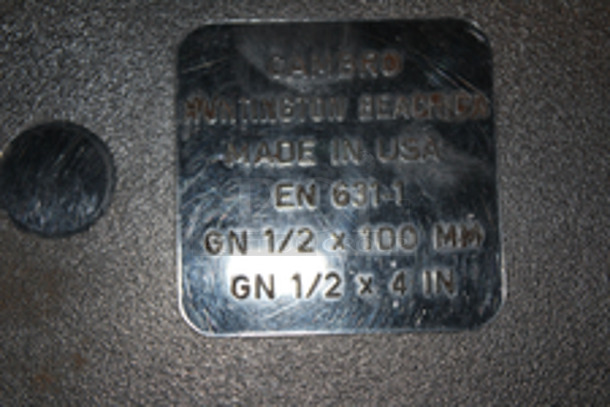 CAMBRO
HUNTINGTON BEACH CA
MADE IN USA
EN 631-1
GN 1/2 x 100 MM
GN 1/2 x 4 IN